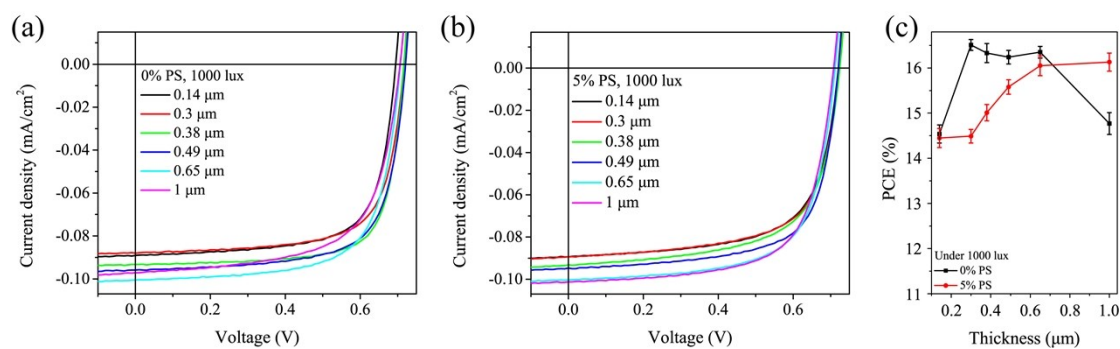 (a)
0.00
-0.02
-0.04
-0.06
-0.08
-0.10
Current density (mA/cm²)
0% PS, 1000 lux
0.14 μm
0.3 μm
0.38 μm
0.49 μm
0.65 μm
1 μm
0.0
0.2
0.4
0.6
Voltage (V)
(b)
0.00
-0.02
-0.04
-0.06
-0.08
-0.10
Current density (mA/cm²)
5% PS, 1000 lux
0.14 μm
0.3 μm
0.38 μm
0.49 μm
0.65 μm
1 μm
0.0
0.2
0.4
0.6
Voltage (V)
(c)
16
15
14
13
12
11
PCE (%)
Under 1000 lux
0% PS
5% PS
0.2
0.4
0.6
0.8
1.0
Thickness (μm)